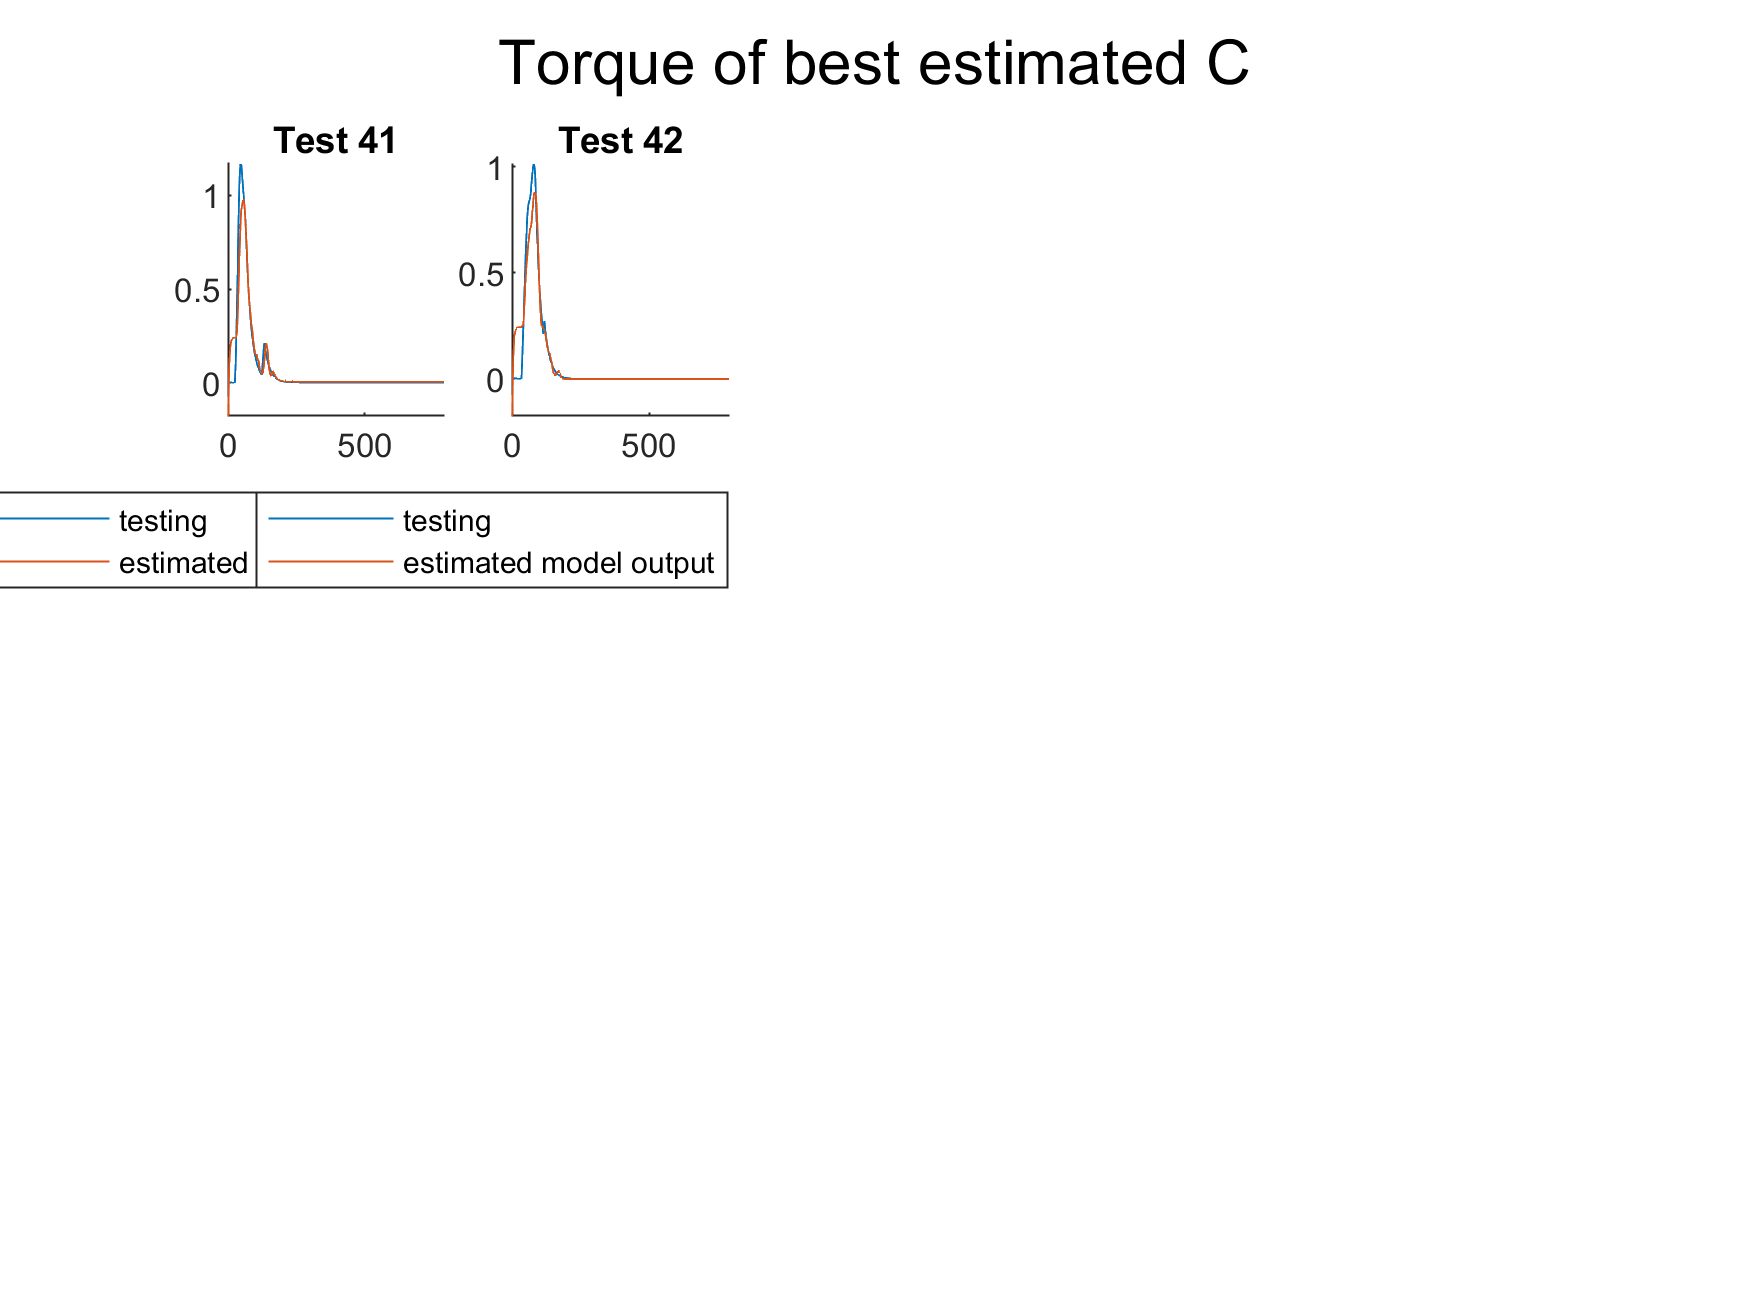 Torque of best estimated C
Test 41
1
0.5
0
0
500
Test 42
1
0.5
0
0
500
testing
estimated
testing
estimated model output